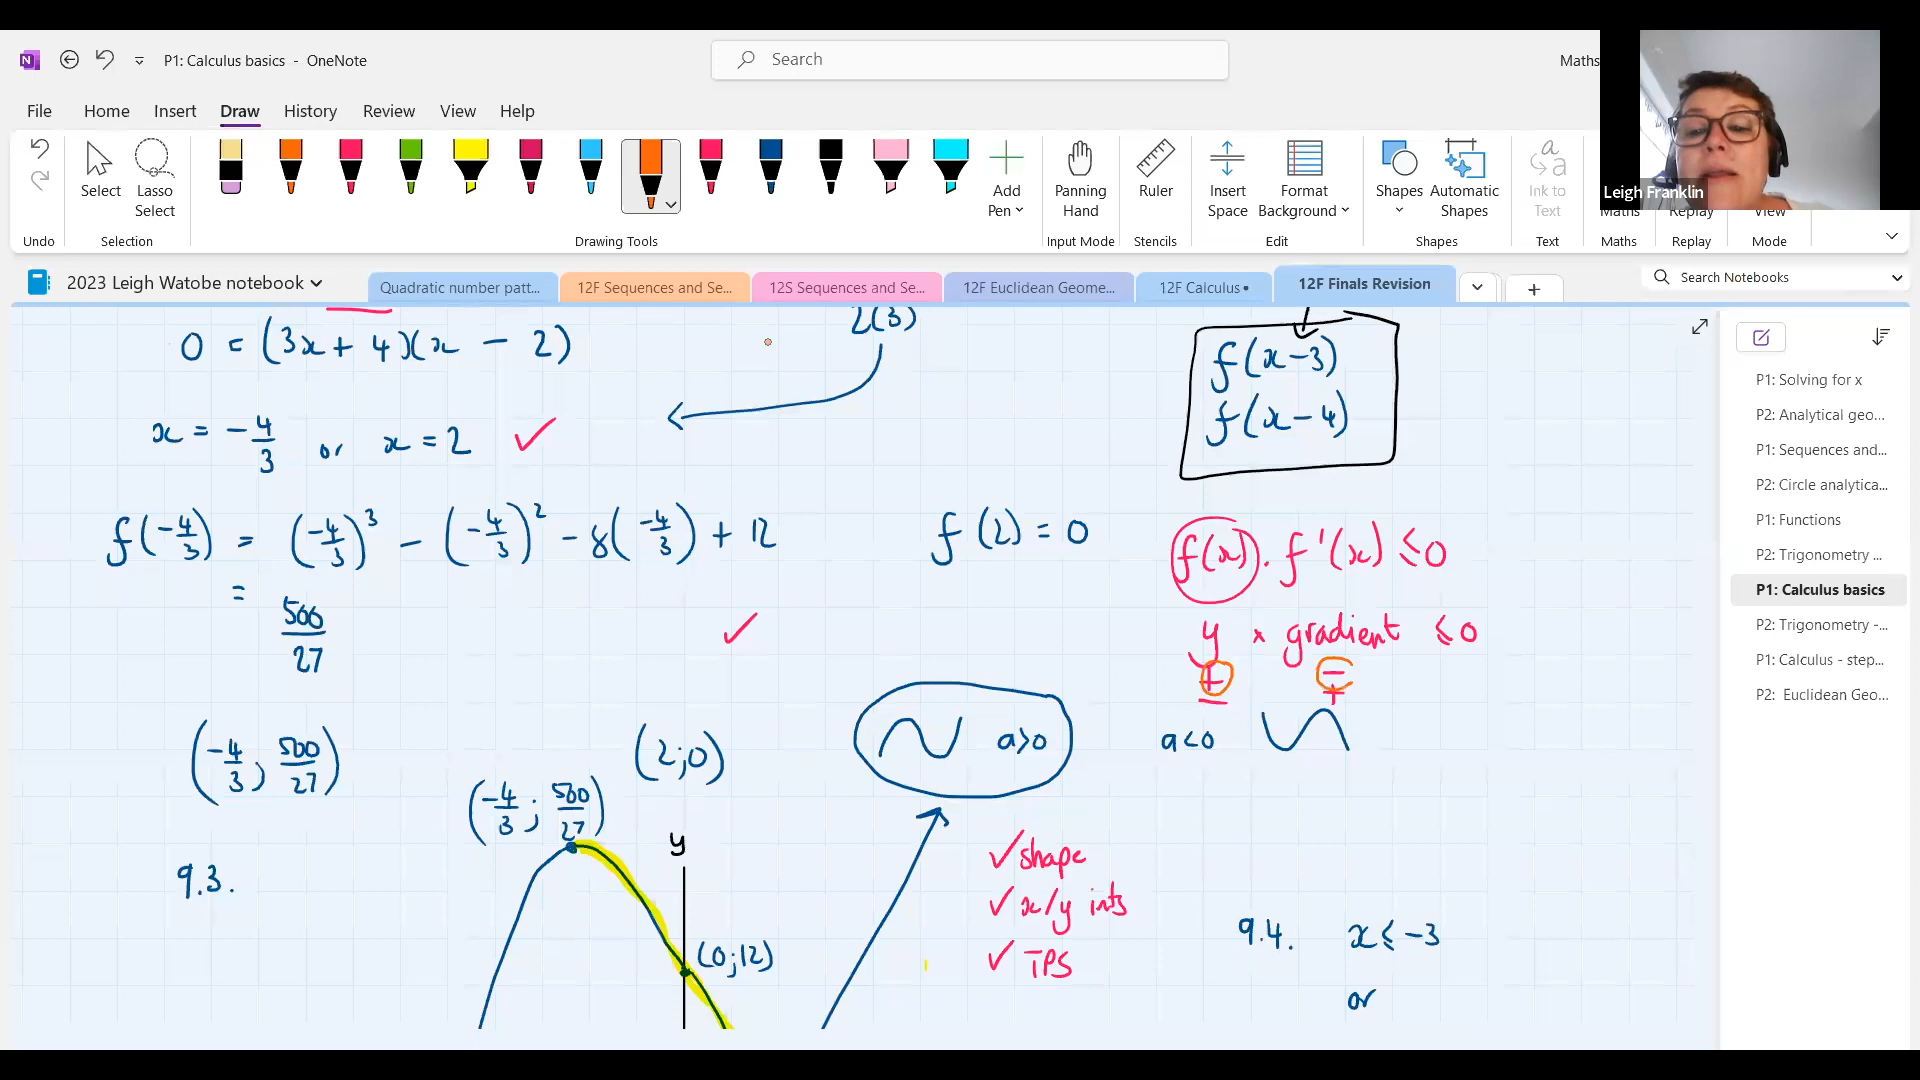 P1: Calculus basics - OneNote
Search
Maths
Leigh Franklin
File Home Insert Draw History Review View Help
Select
Lasso Select
Add Pen
Panning Hand
Ruler
Insert Space
Format Background
Shapes
Automatic Shapes
Ink to Text
Maths
Replay
View
Undo Selection Drawing Tools Input Mode Stencils Edit Shapes Text Maths Replay Mode
2023 Leigh Watobe notebook
Quadratic number patt...
12F Sequences and Se...
12S Sequences and Se...
12F Euclidean Geome...
12F Calculus
12F Finals Revision
Search Notebooks
P1: Solving for x
P2: Analytical geo...
P1: Sequences and...
P2: Circle analytica...
P1: Functions
P2: Trigonometry ...
P1: Calculus basics
P2: Trigonometry -...
P1: Calculus - step...
P2: Euclidean Geo...
2(3)
0 = (3x + 4)(x - 2)
x = -4/3 or x = 2 ✓
f(-4/3) = (-4/3)³ - (-4/3)² - 8(-4/3) + 12
= 500/27
✓
f(2) = 0
(-4/3; 500/27)
(2;0)
f(x-3)
f(x-4)
f(x). f'(x) ≤0
y × gradient ≤0
+ -
- +
a>0
a<0
9.3.
(-4/3; 500/27)
y
(0;12)
✓ shape
✓ x/y ints
✓ TPS
9.4. x ≤ -3
or